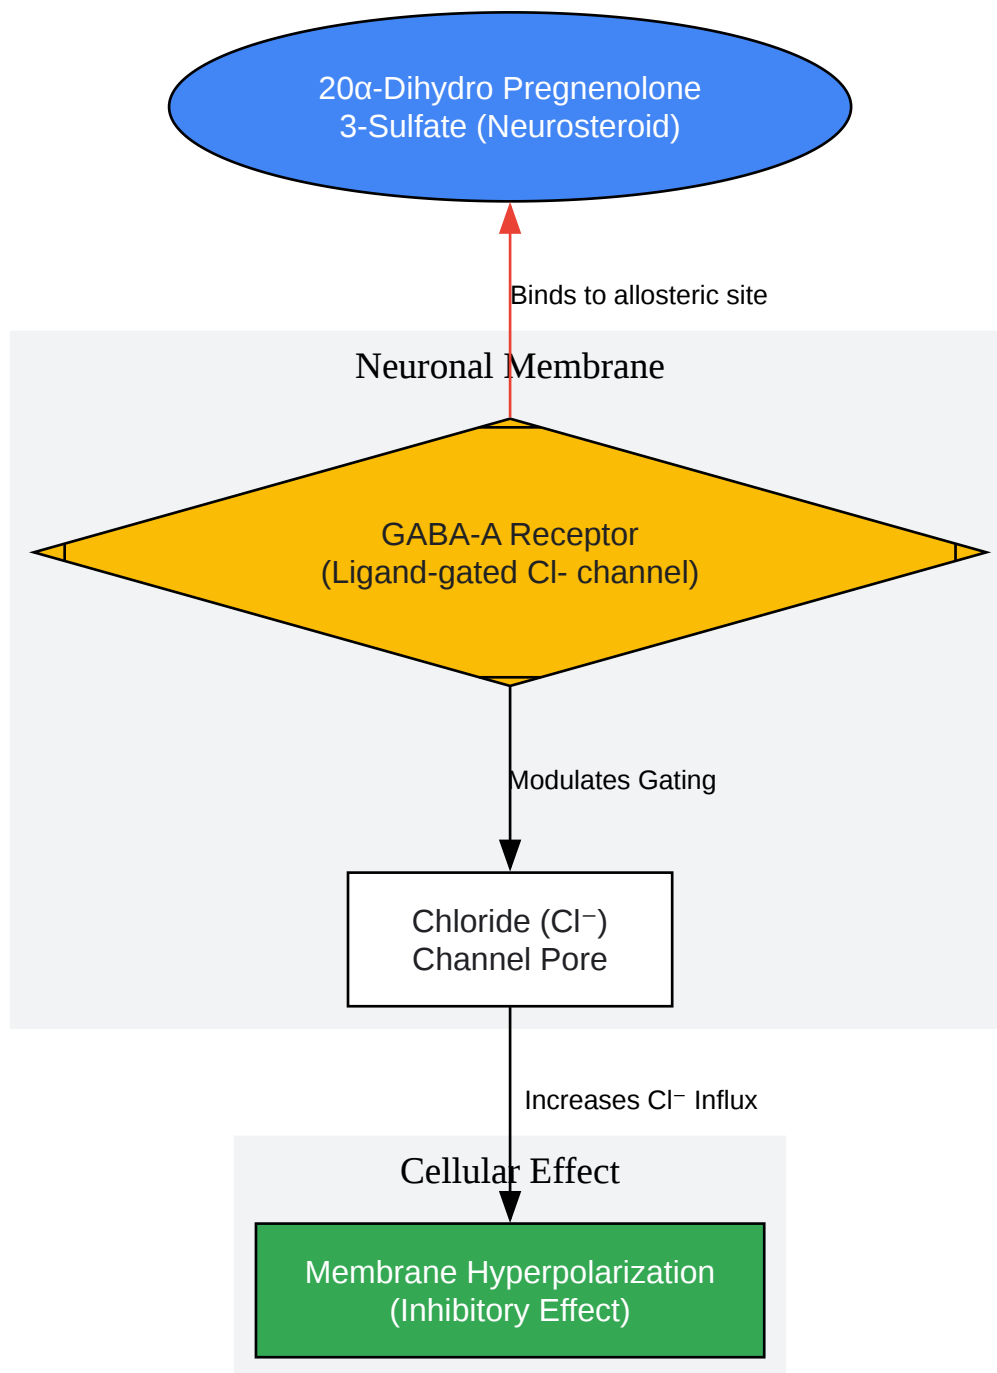 20α-Dihydro Pregnenolone
3-Sulfate (Neurosteroid)
Binds to allosteric site
Neuronal Membrane
GABA-A Receptor
(Ligand-gated Cl- channel)
Modulates Gating
Chloride (Cl⁻)
Channel Pore
Increases Cl⁻ Influx
Cellular Effect
Membrane Hyperpolarization
(Inhibitory Effect)